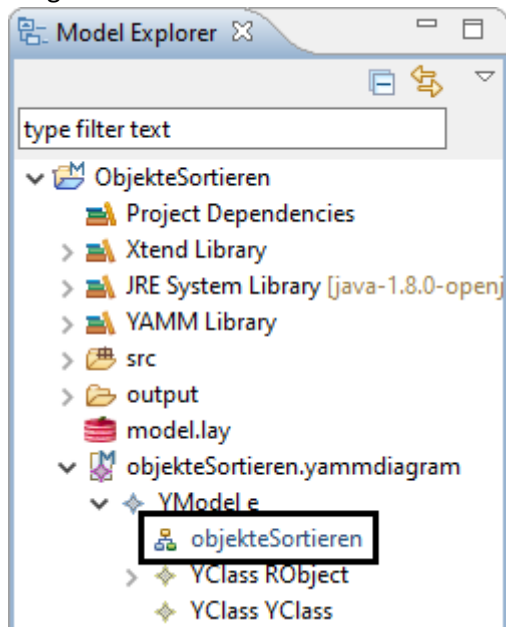 Model Explorer
type filter text
ObjekteSortieren
Project Dependencies
Xtend Library
JRE System Library [java-1.8.0-openj
YAMM Library
src
output
model.lay
objekteSortieren.yammdiagram
YModel e
objekteSortieren
YClass RObject
YClass YClass